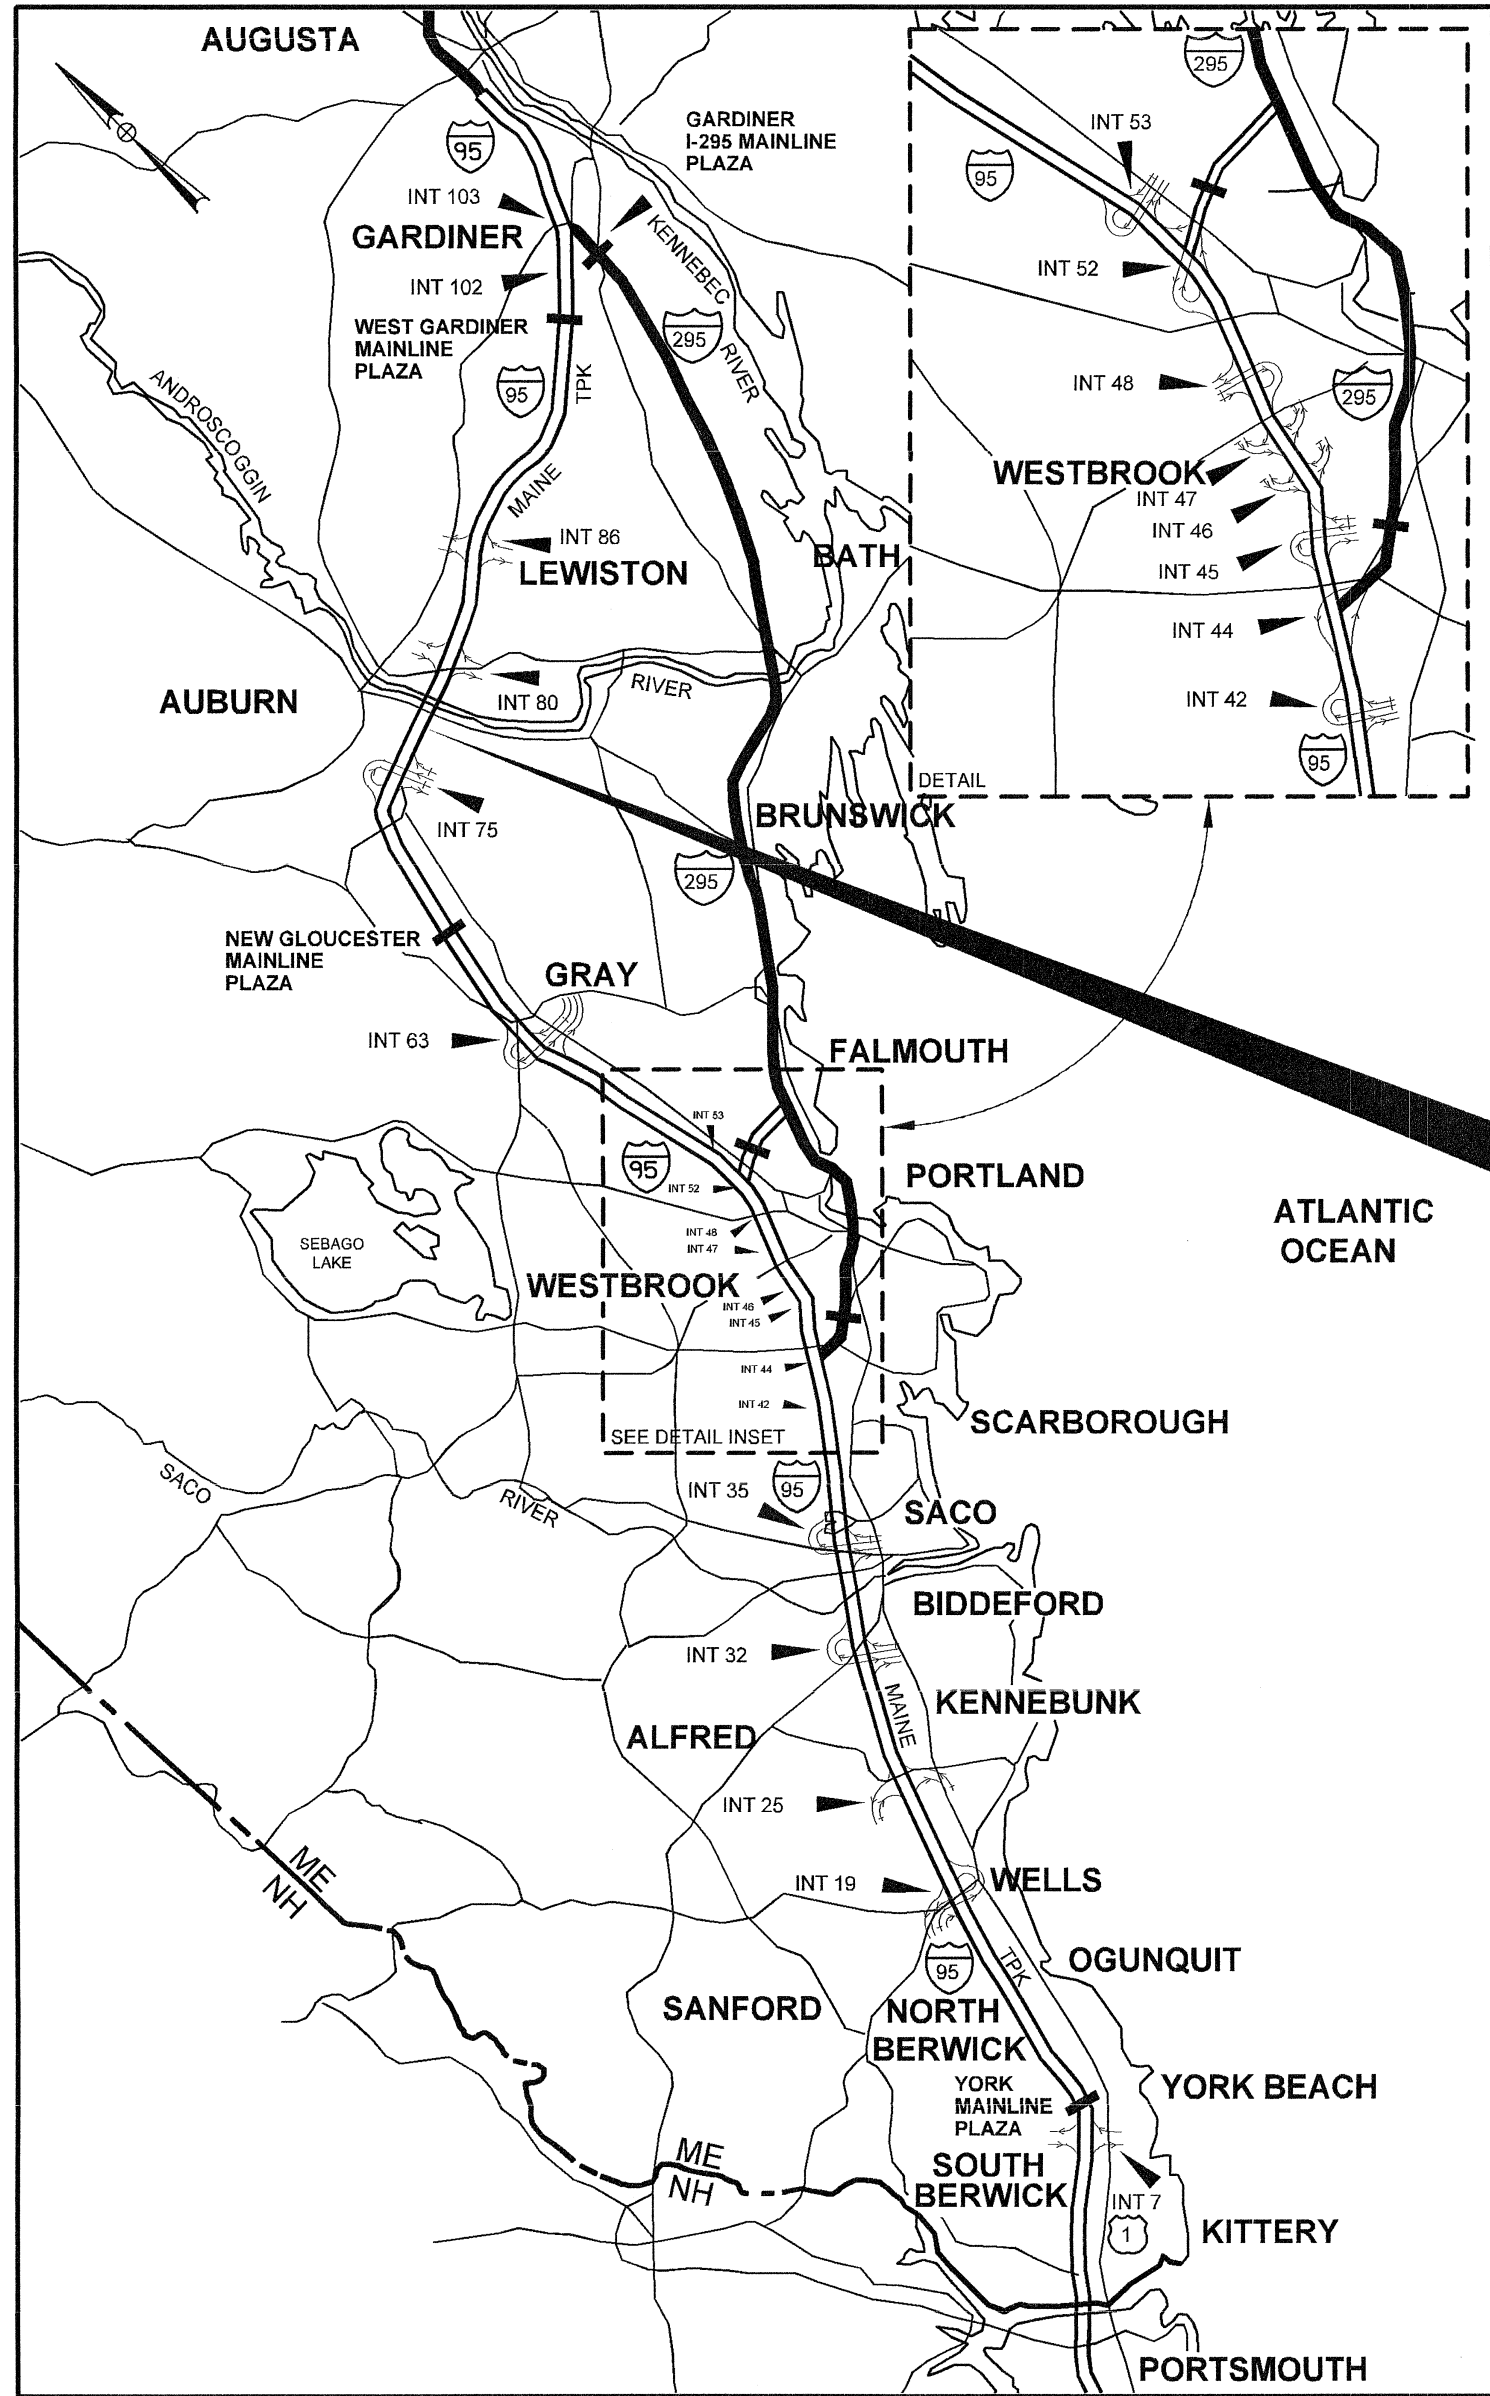 AUGUSTA
95
INT 103
GARDINER
INT 102
GARDINER
I-295 MAINLINE
PLAZA
KENNEBEC
RIVER
295
WEST GARDINER
MAINLINE
PLAZA
95
TPK
MAINE
ANDROSCOGGIN
INT 86
LEWISTON
BATH
AUBURN
INT 80
RIVER
INT 75
BRUNSWICK
295
NEW GLOUCESTER
MAINLINE
PLAZA
GRAY
INT 63
FALMOUTH
295
INT 53
95
INT 52
INT 48
295
WESTBROOK
INT 47
INT 46
INT 45
INT 44
INT 42
95
DETAIL
INT 53
95
INT 52
PORTLAND
INT 48
INT 47
SEBAGO
LAKE
ATLANTIC
OCEAN
WESTBROOK
INT 46
INT 45
INT 44
INT 42
SEE DETAIL INSET
SCARBOROUGH
SACO
RIVER
INT 35
95
SACO
BIDDEFORD
INT 32
MAINE
KENNEBUNK
ALFRED
INT 25
ME
NH
INT 19
WELLS
95
TPK
OGUNQUIT
SANFORD
NORTH
BERWICK
YORK
MAINLINE
PLAZA
YORK BEACH
ME
NH
SOUTH
BERWICK
INT 7
1
KITTERY
PORTSMOUTH